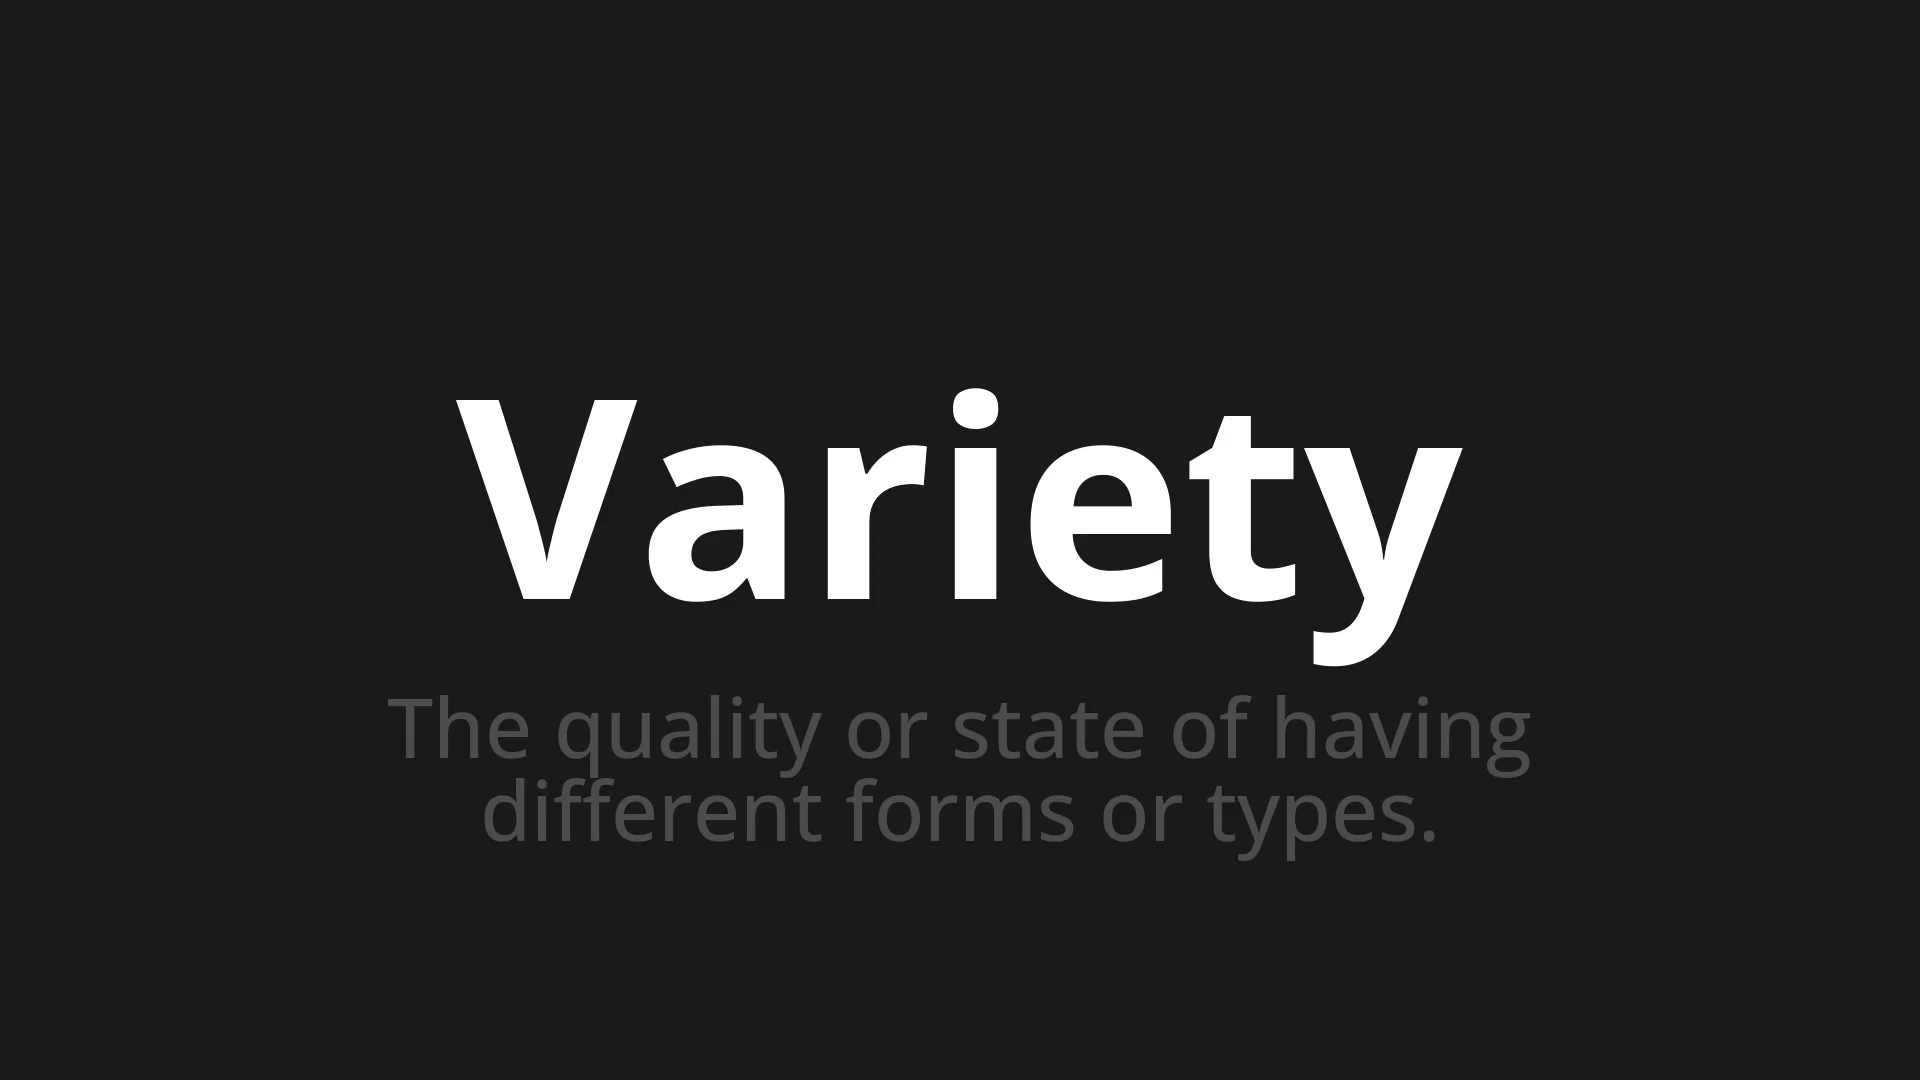 Variety
The quality or state of having
different forms or types.